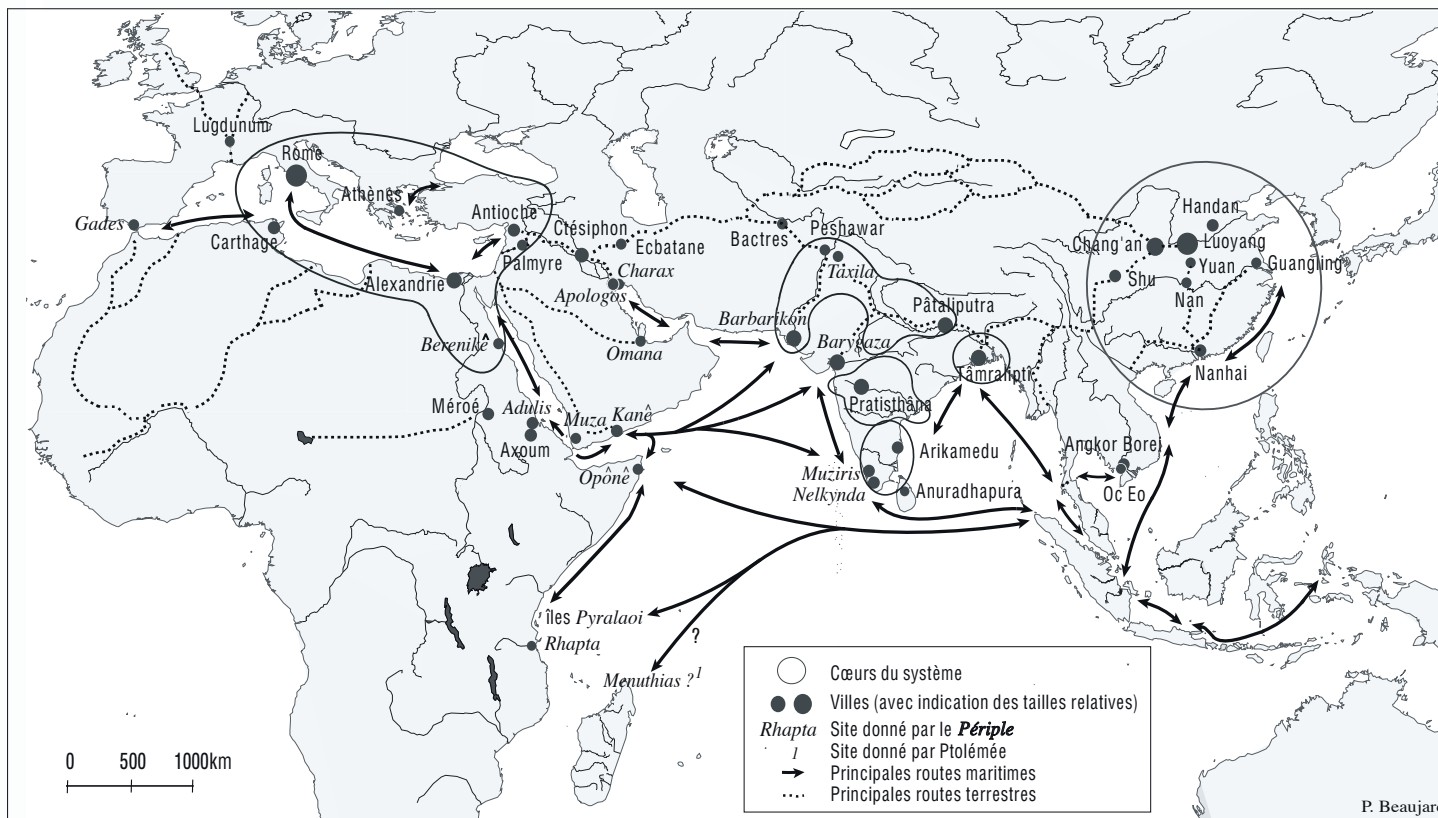 Lugdunum
Rome
Athènes
Antioche
Ctésiphon
Gades
Carthage
Palmyre
Ecbatane
Bactres
Peshawar
Taxila
Handan
Chang'an
Luoyang
Shu
Yuan
Guangling
Nan
Nanhai
Alexandrie
Charax
Apologos
Barbarikon
Pâtaliputra
Berenikê
Omana
Barygaza
Tâmraliptî
Méroé
Adulis
Muza
Kanê
Pratisthâna
Axoum
Opônê
Arikamedu
Angkor Borei
Muziris
Nelkynda
Anuradhapura
Oc Eo
îles Pyralaoi
?
Rhapta
Menuthias ? 1
0 500 1000km
Cœurs du système
Villes (avec indication des tailles relatives)
Rhapta Site donné par le Périple
1 Site donné par Ptolémée
Principales routes maritimes
Principales routes terrestres
P. Beaujard